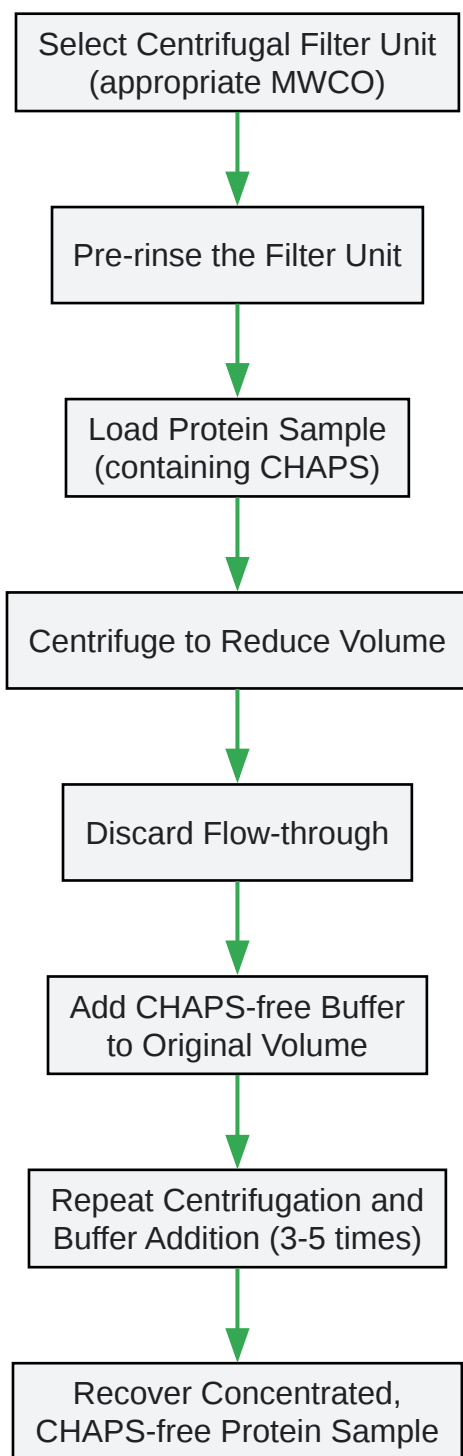 Select Centrifugal Filter Unit
(appropriate MWCO)
Pre-rinse the Filter Unit
Load Protein Sample
(containing CHAPS)
Centrifuge to Reduce Volume
Discard Flow-through
Add CHAPS-free Buffer
to Original Volume
Repeat Centrifugation and
Buffer Addition (3-5 times)
Recover Concentrated,
CHAPS-free Protein Sample